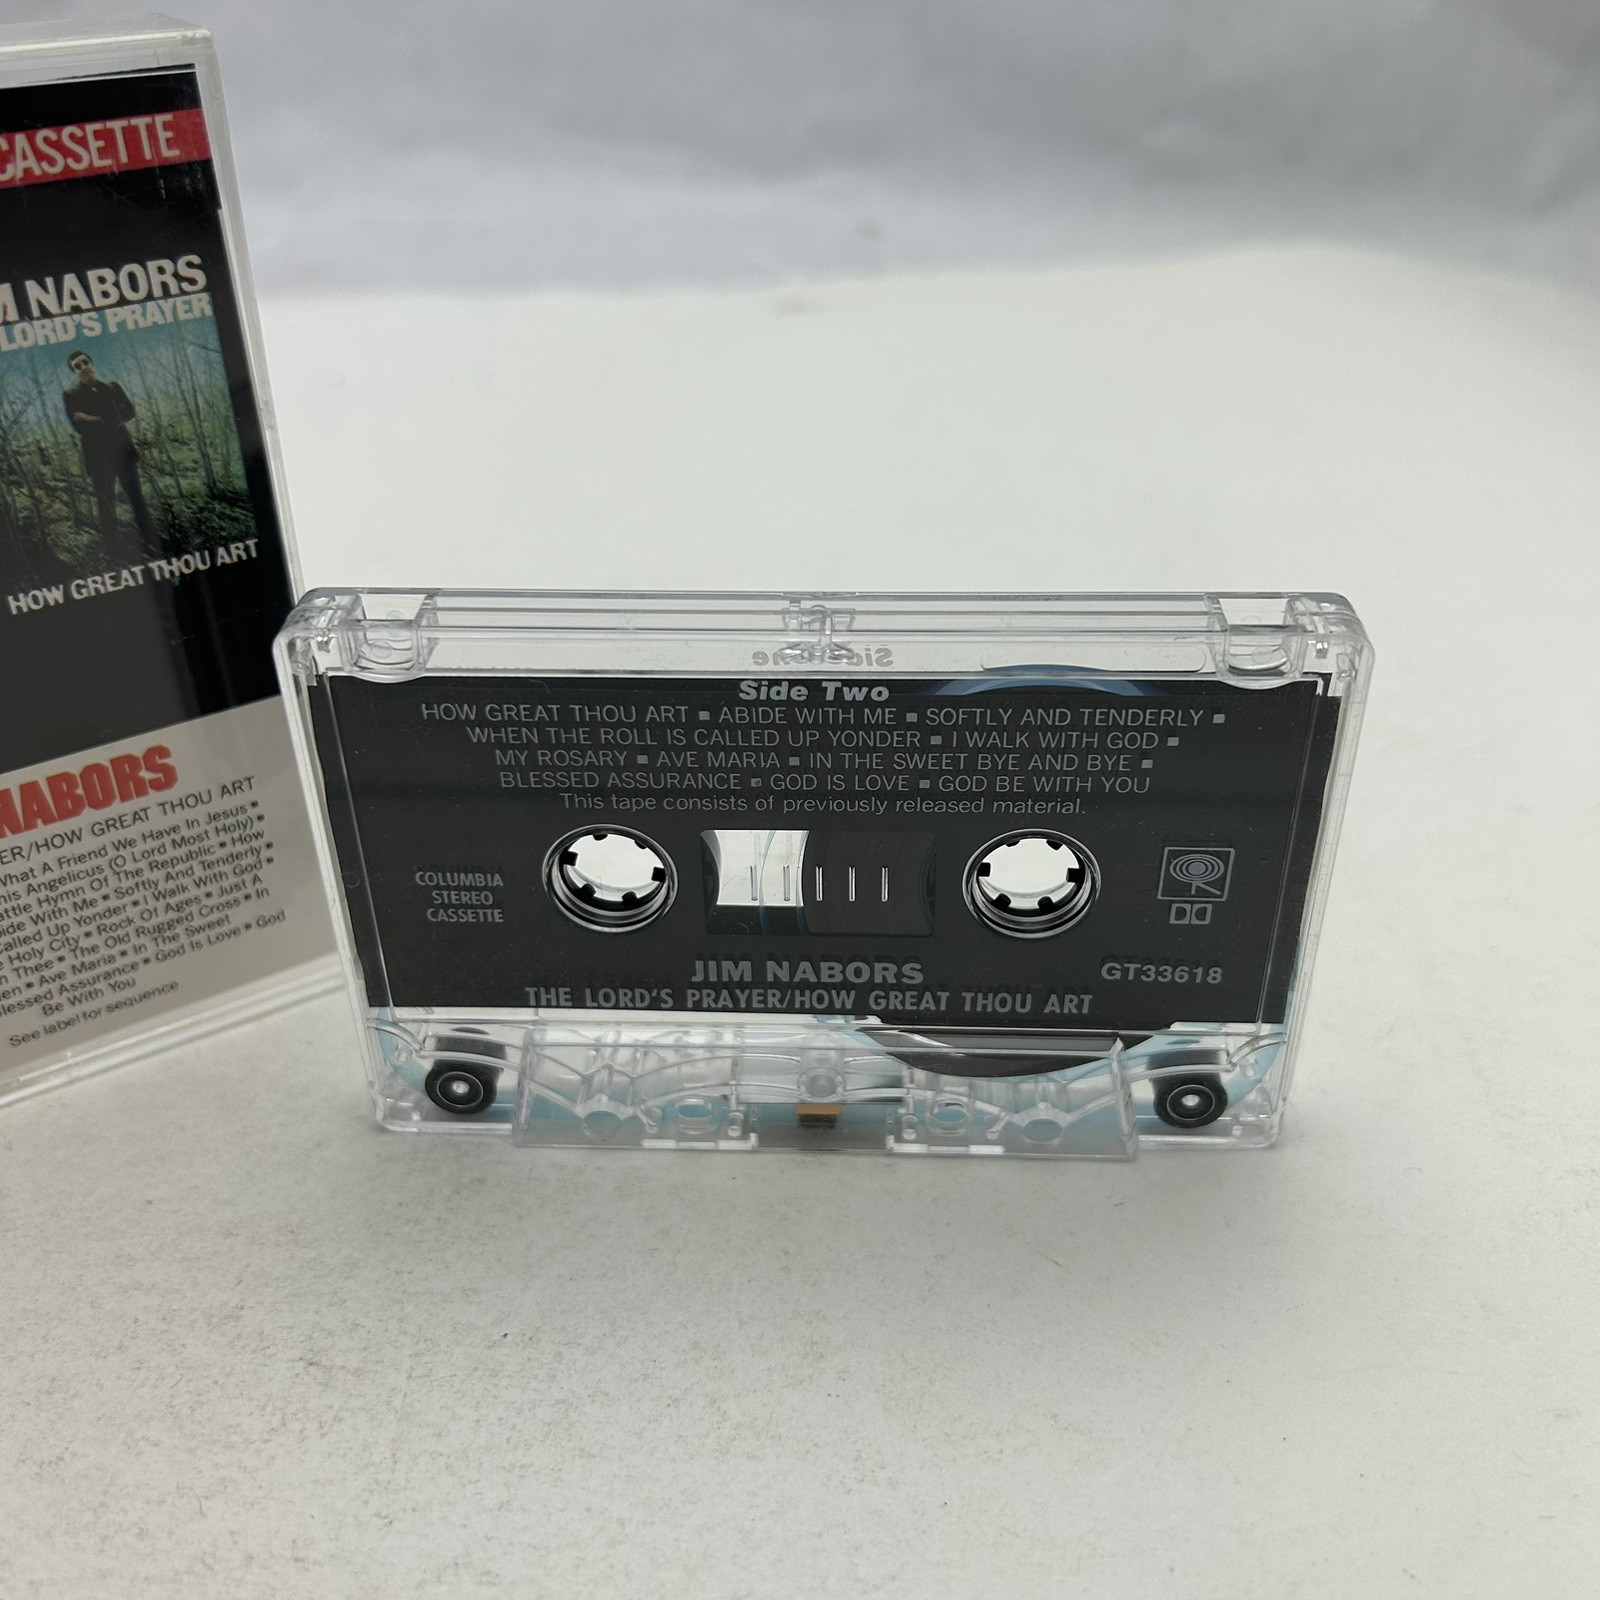 CASSETTE
NABORS
LORD'S PRAYER
HOW GREAT THOU ART
NABORS
ER/HOW GREAT THOU ART
What A Friend We Have In Jesus ▪
Angelicus (O Lord Most Holy) ▪
Hymn Of The Republic ▪ How
With Me ▪ Softly And Tenderly ▪
Called Up Yonder ▪ I Walk With God ▪
Holy City ▪ Rock Of Ages ▪ Just A
Thee ▪ The Old Rugged Cross ▪ In
▪ Ave Maria ▪ In The Sweet
Blessed Assurance ▪ God Is Love ▪ God
Be With You
See label for sequence.
Side Two
HOW GREAT THOU ART ▪ ABIDE WITH ME ▪ SOFTLY AND TENDERLY ▪
WHEN THE ROLL IS CALLED UP YONDER ▪ I WALK WITH GOD ▪
MY ROSARY ▪ AVE MARIA ▪ IN THE SWEET BYE AND BYE ▪
BLESSED ASSURANCE ▪ GOD IS LOVE ▪ GOD BE WITH YOU
This tape consists of previously released material.
COLUMBIA
STEREO
CASSETTE
JIM NABORS
GT33618
THE LORD'S PRAYER/HOW GREAT THOU ART